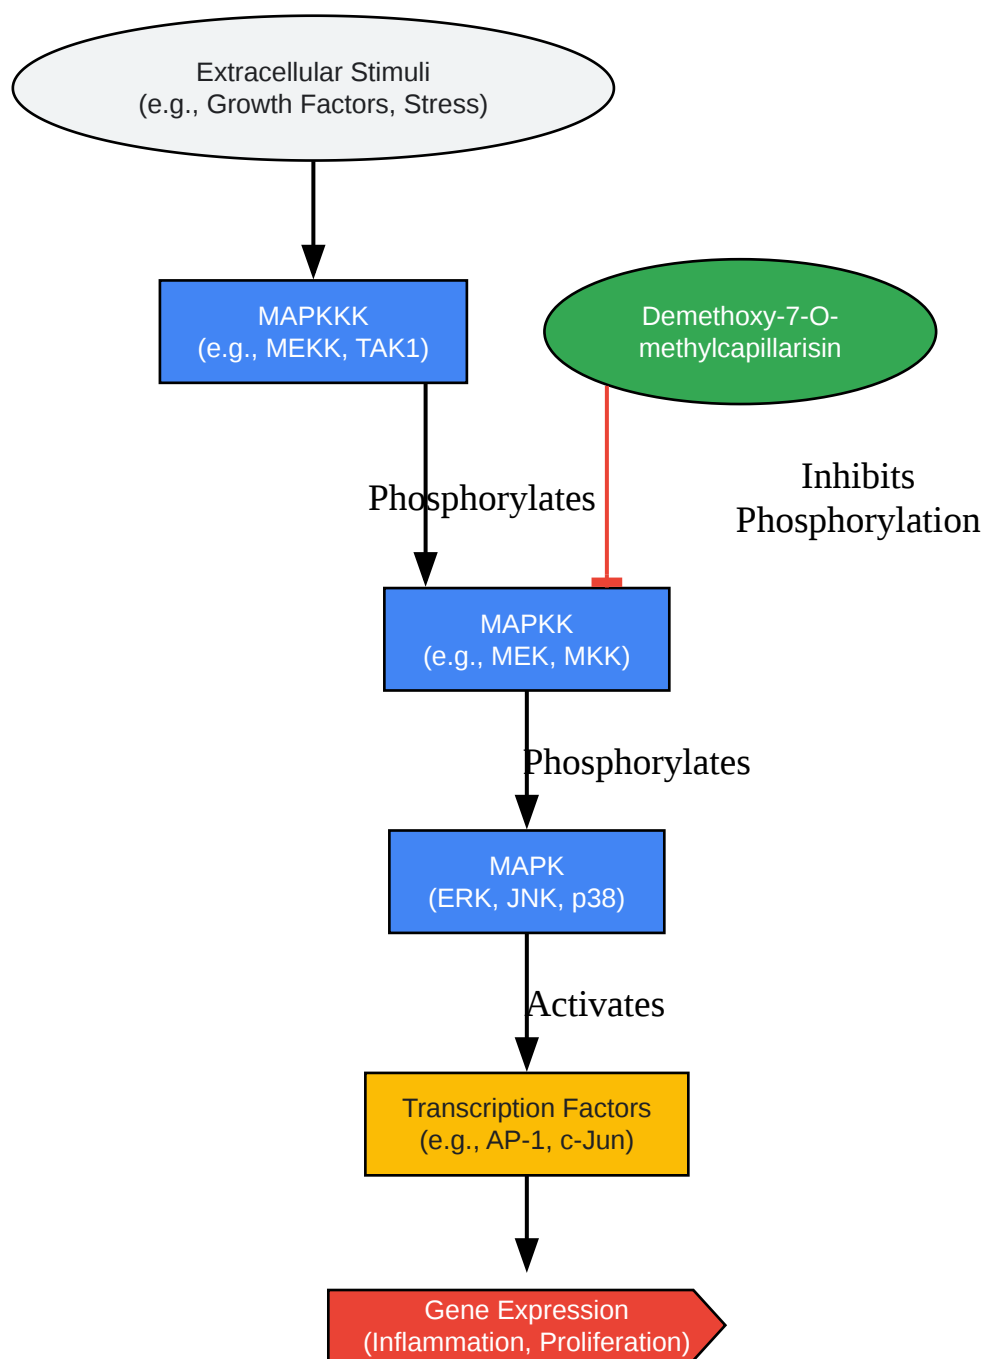 Extracellular Stimuli
(e.g., Growth Factors, Stress)
MAPKKK
(e.g., MEKK, TAK1)
Demethoxy-7-O-
methylcapillarisin
Phosphorylates
Inhibits
Phosphorylation
MAPKK
(e.g., MEK, MKK)
Phosphorylates
MAPK
(ERK, JNK, p38)
Activates
Transcription Factors
(e.g., AP-1, c-Jun)
Gene Expression
(Inflammation, Proliferation)